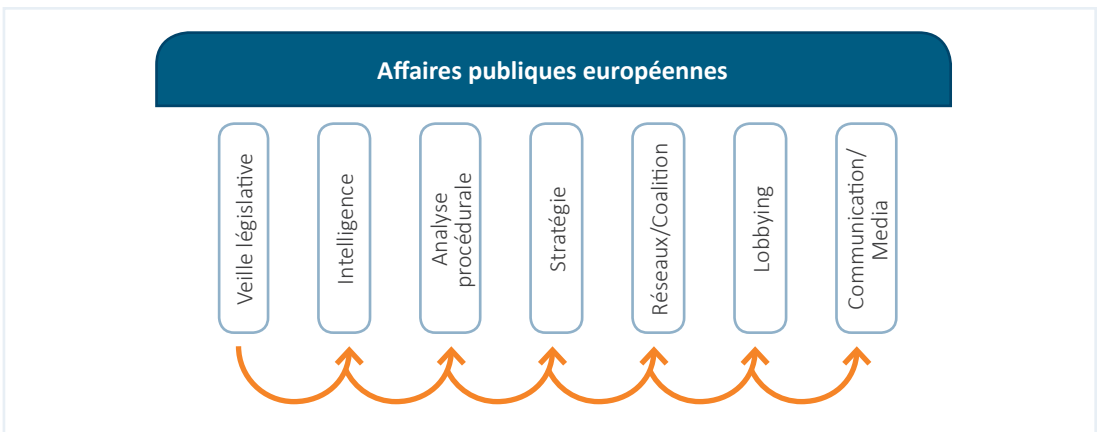 Affaires publiques européennes
Veille législative
Intelligence
Analyse
procédurale
Stratégie
Réseaux/Coalition
Lobbying
Communication/
Media